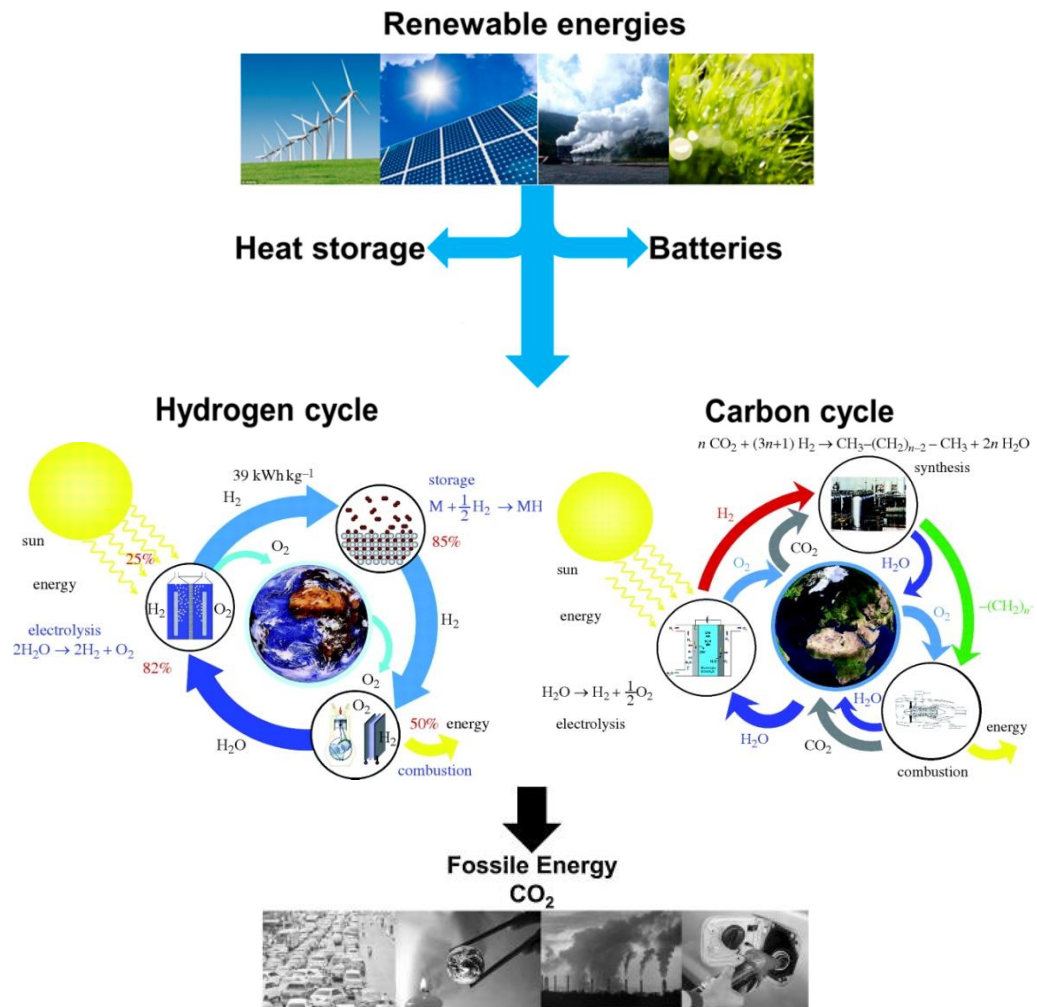 Renewable energies
Heat storage
Batteries
Hydrogen cycle
39 kWh kg⁻¹
H₂
storage
M + ½H₂ → MH
85%
sun
O₂
25%
energy
H₂
O₂
electrolysis
2H₂O → 2H₂ + O₂
82%
H₂
O₂
O₂
H₂
50%
energy
H₂O
combustion
Carbon cycle
n CO₂ + (3n+1) H₂ → CH₃–(CH₂)ₙ₋₂ – CH₃ + 2n H₂O
synthesis
sun
H₂
CO₂
H₂O
O₂
energy
O₂
–(CH₂)ₙ-
H₂O → H₂ + ½O₂
electrolysis
H₂O
H₂O
CO₂
energy
combustion
Fossile Energy
CO₂